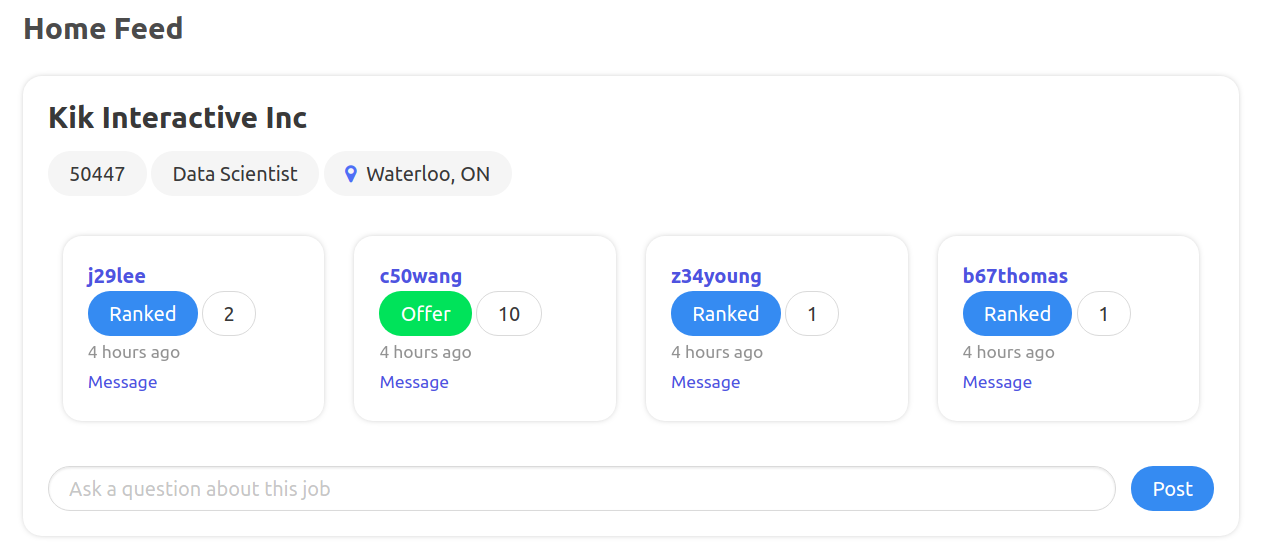 Home Feed
Kik Interactive Inc
50447 Data Scientist Waterloo, ON
j29lee
Ranked 2
4 hours ago
Message
c50wang
Offer 10
4 hours ago
Message
z34young
Ranked 1
4 hours ago
Message
b67thomas
Ranked 1
4 hours ago
Message
Ask a question about this job Post